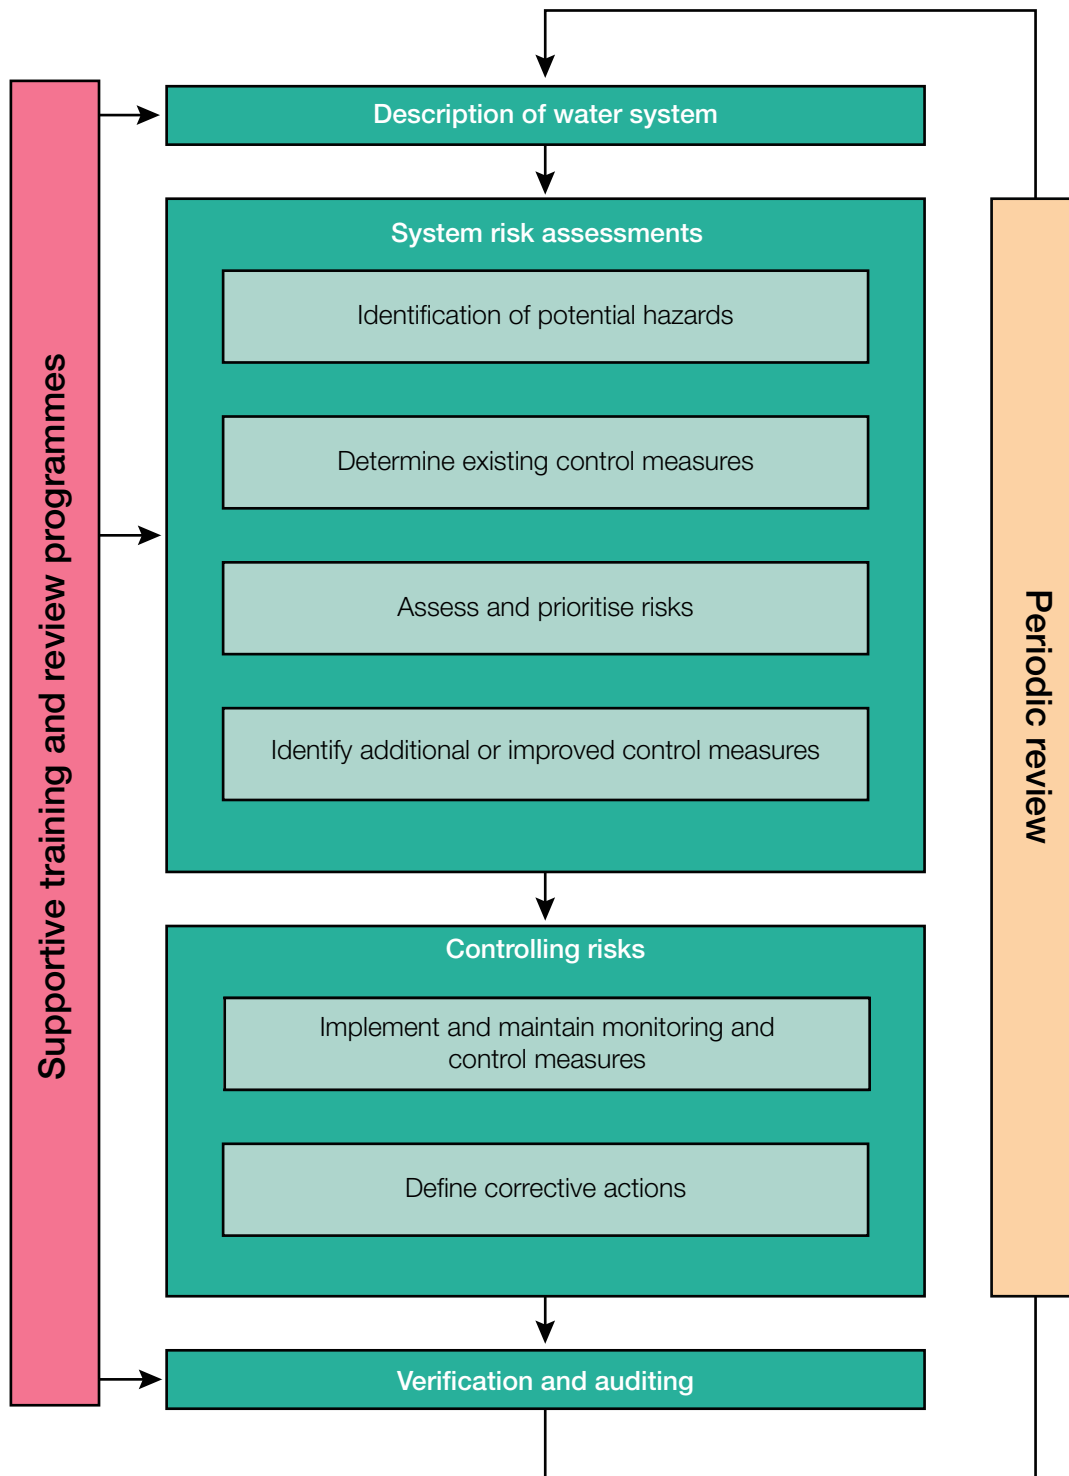 Supportive training and review programmes
Description of water system
System risk assessments
Identification of potential hazards
Determine existing control measures
Assess and prioritise risks
Identify additional or improved control measures
Controlling risks
Implement and maintain monitoring and
control measures
Define corrective actions
Verification and auditing
Periodic review